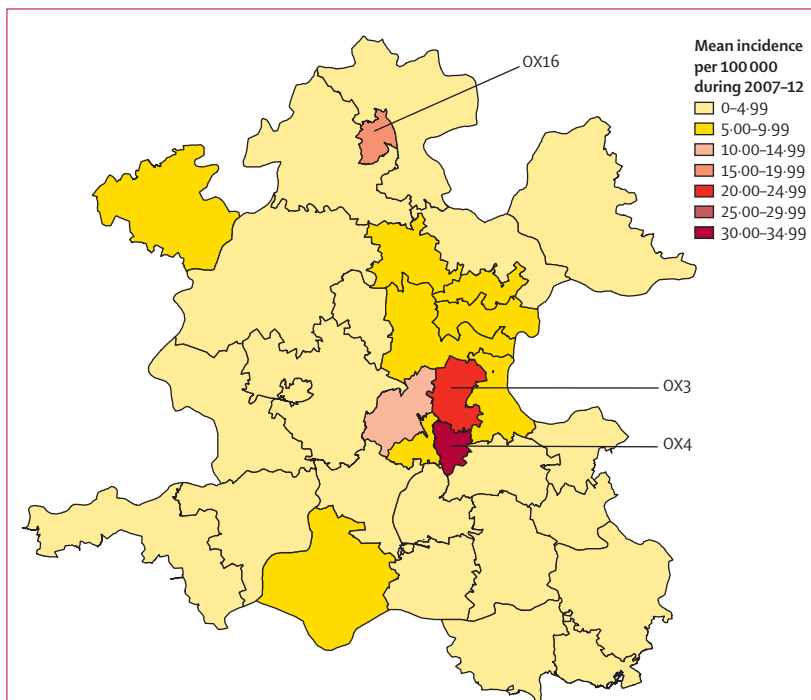 OX16
Mean incidence
per 100 000
during 2007–12
0–4·99
5·00–9·99
10·00–14·99
15·00–19·99
20·00–24·99
25·00–29·99
30·00–34·99
OX3
OX4